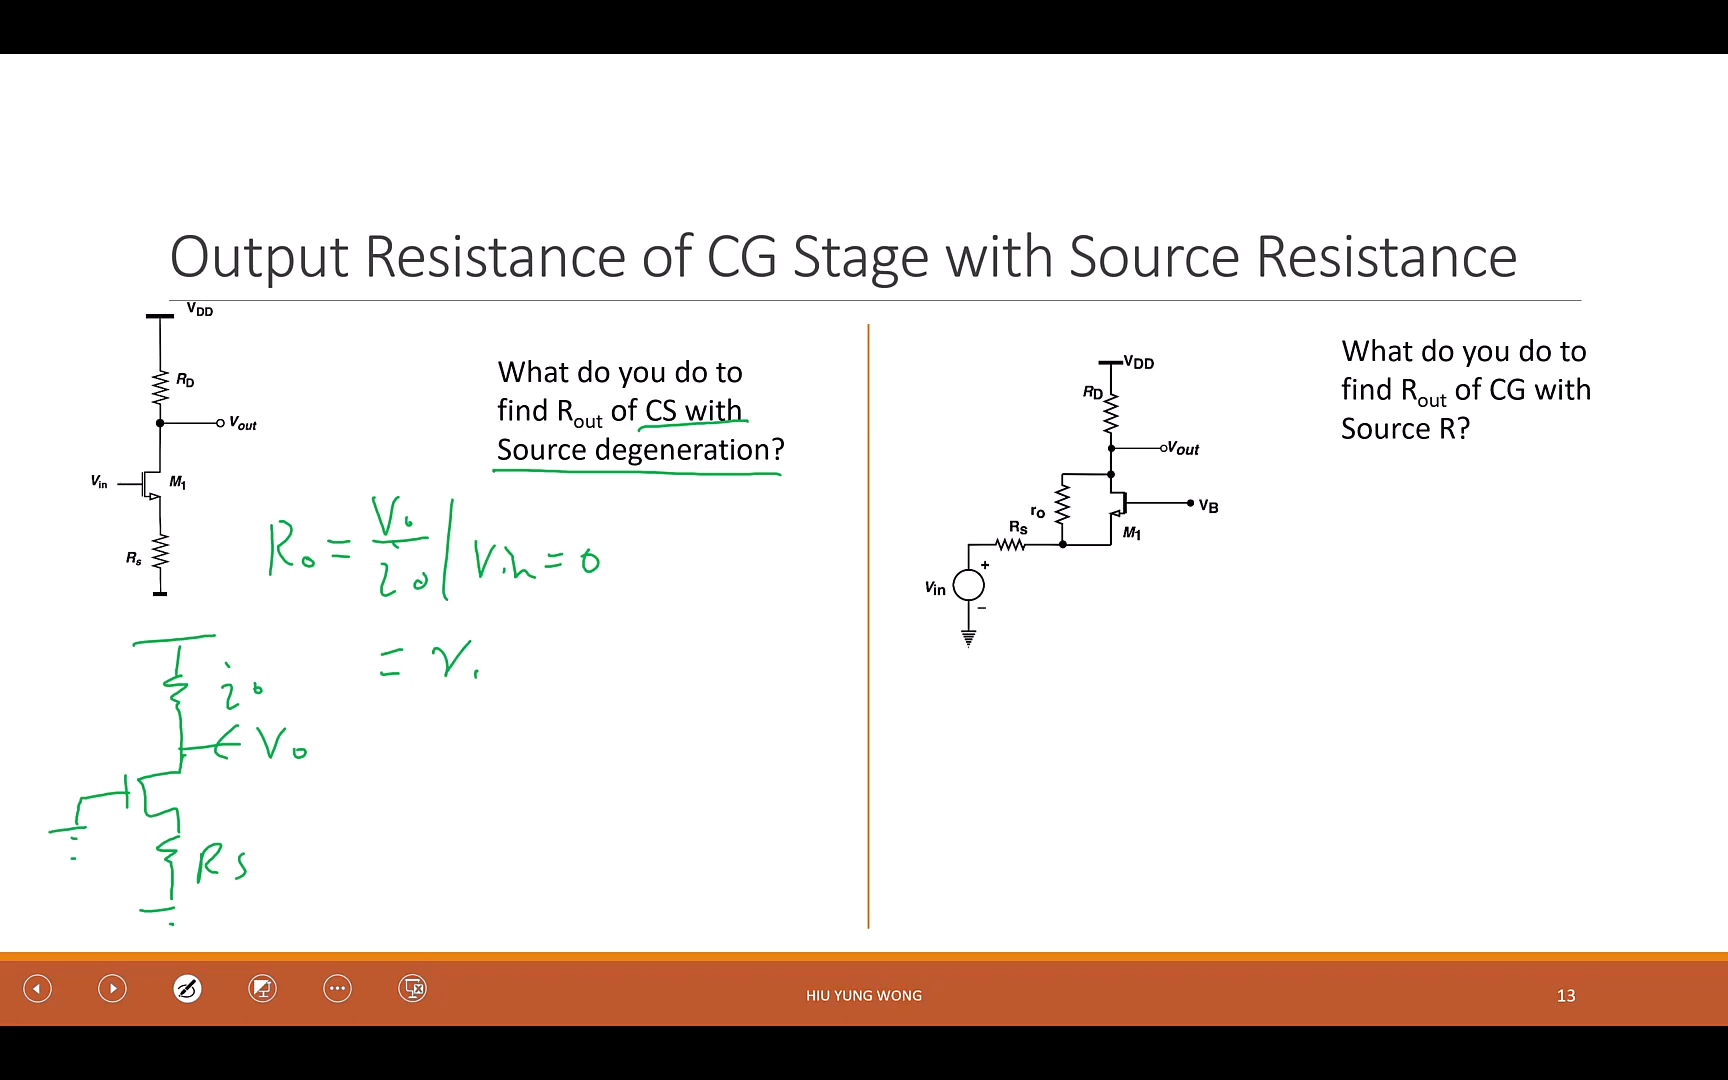 Output Resistance of CG Stage with Source Resistance
VDD
RD
Vout
Vin
M1
Rs
What do you do to
find Rout of CS with
Source degeneration?
Ro = Vo / io | Vin = 0
= r.
io
Vo
Rs
VDD
RD
Vout
ro
VB
Rs
M1
+
Vin
−
What do you do to
find Rout of CG with
Source R?
HIU YUNG WONG
13